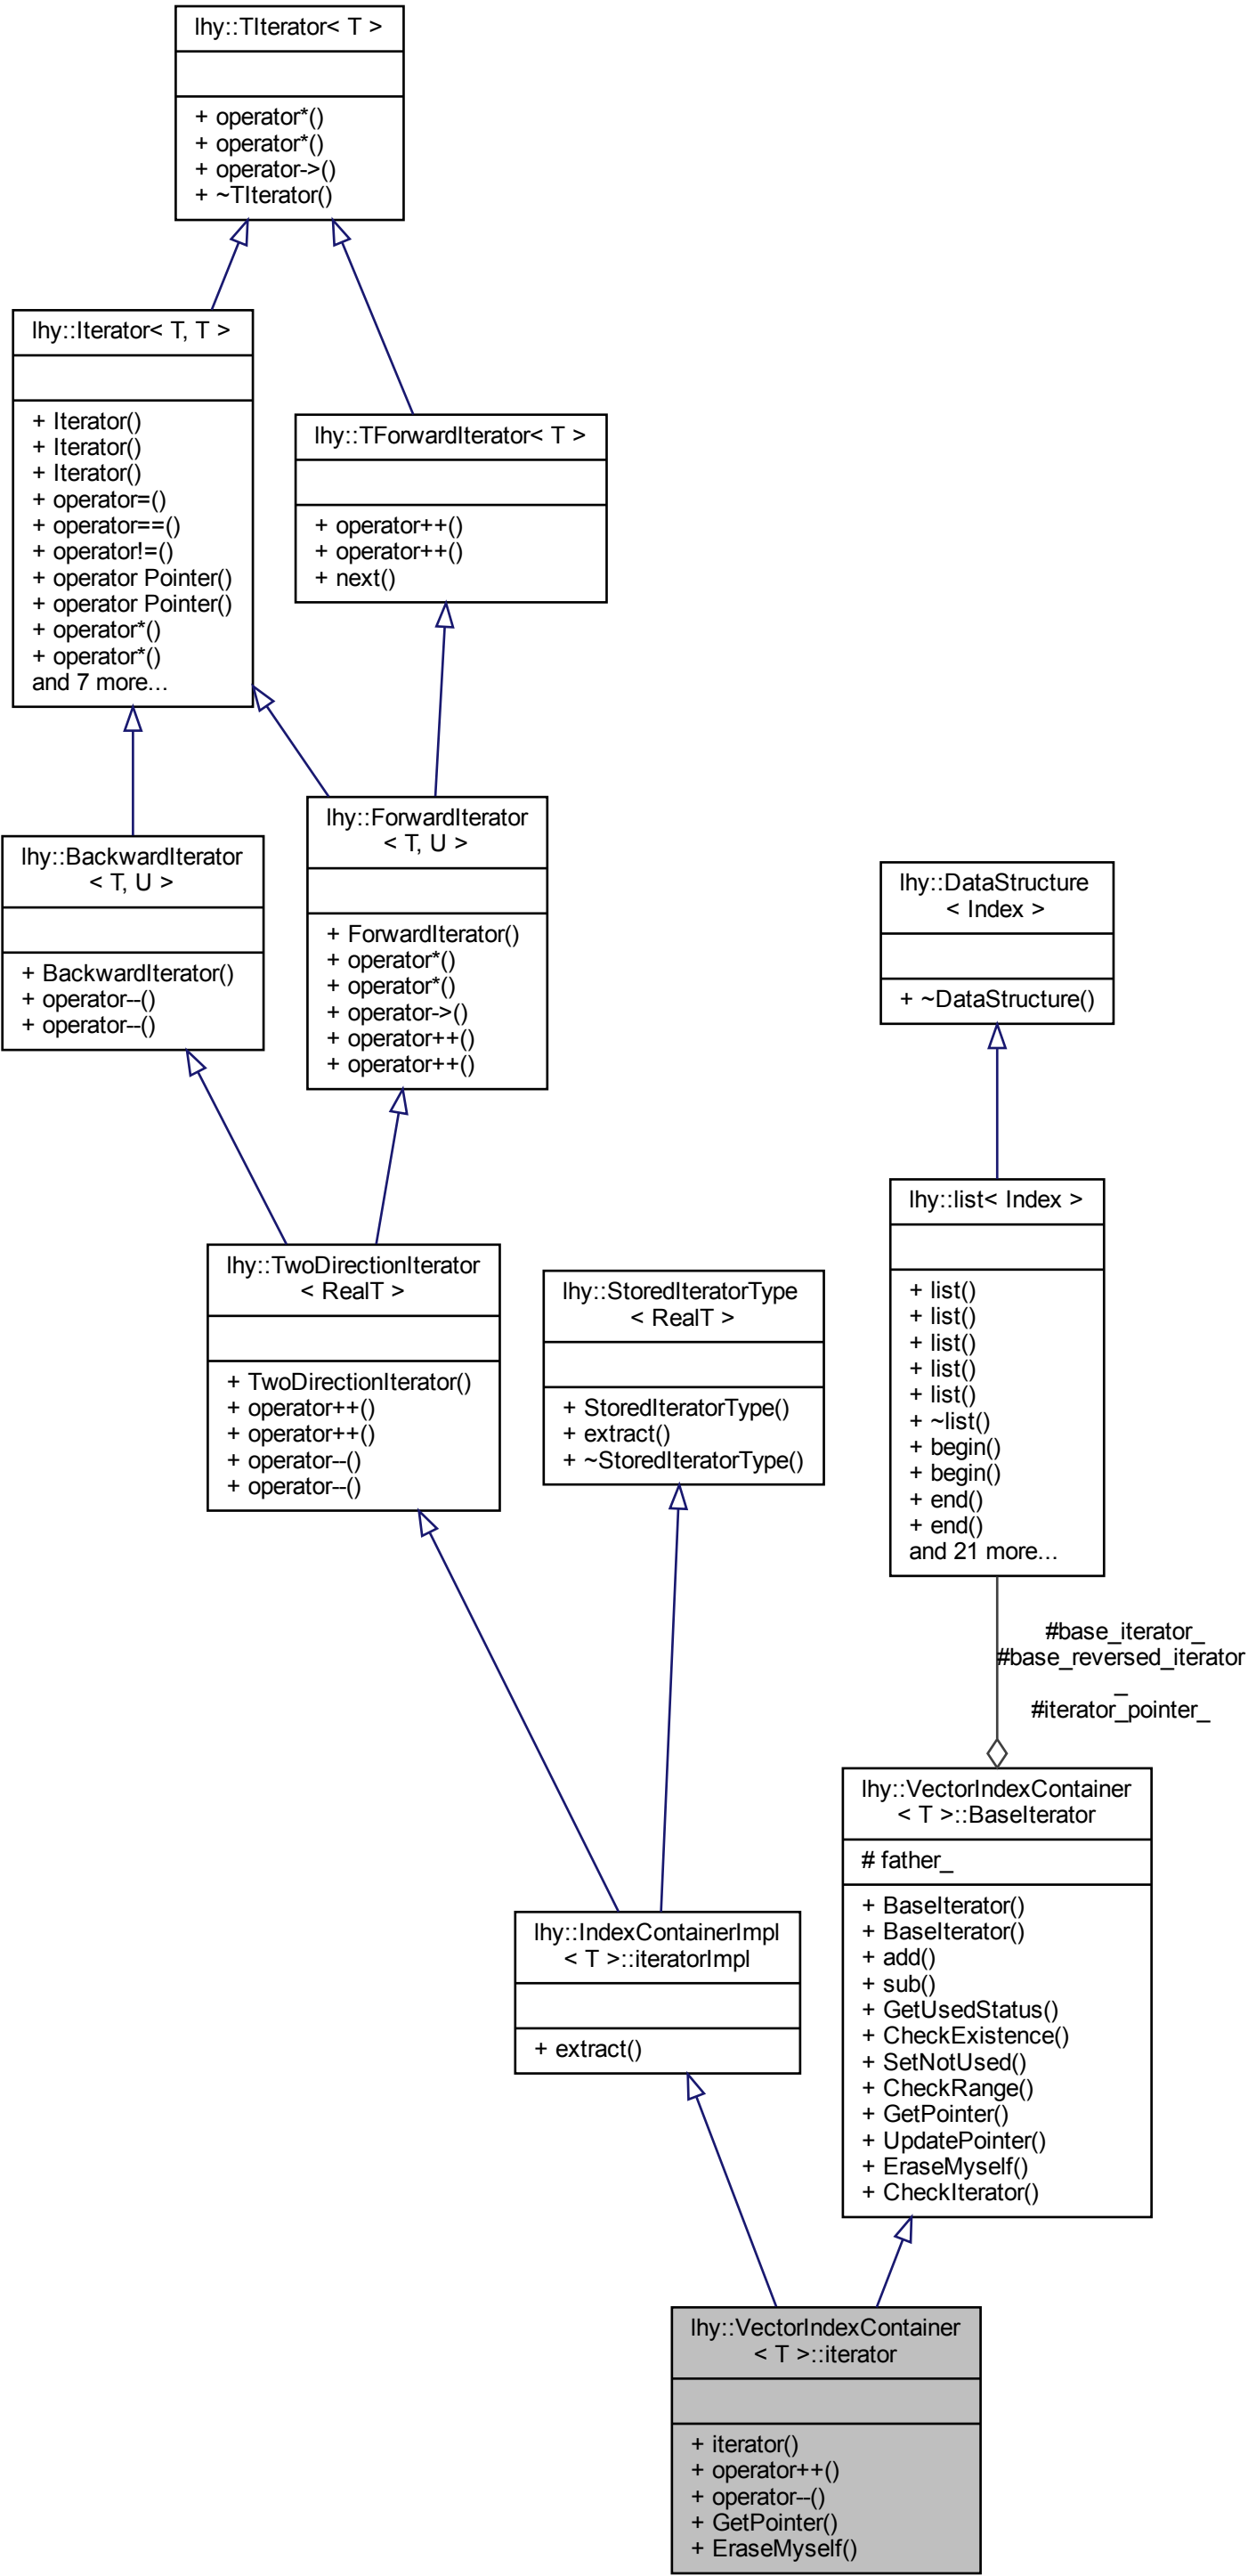 lhy::TIterator< T >
+ operator*()
+ operator*()
+ operator->()
+ ~TIterator()
lhy::Iterator< T, T >
+ Iterator()
+ Iterator()
+ Iterator()
+ operator=()
+ operator==()
+ operator!=()
+ operator Pointer()
+ operator Pointer()
+ operator*()
+ operator*()
and 7 more...
lhy::TForwardIterator< T >
+ operator++()
+ operator++()
+ next()
lhy::ForwardIterator
< T, U >
+ ForwardIterator()
+ operator*()
+ operator*()
+ operator->()
+ operator++()
+ operator++()
lhy::BackwardIterator
< T, U >
+ BackwardIterator()
+ operator--()
+ operator--()
lhy::DataStructure
< Index >
+ ~DataStructure()
lhy::list< Index >
+ list()
+ list()
+ list()
+ list()
+ list()
+ ~list()
+ begin()
+ begin()
+ end()
+ end()
and 21 more...
lhy::TwoDirectionIterator
< RealT >
+ TwoDirectionIterator()
+ operator++()
+ operator++()
+ operator--()
+ operator--()
lhy::StoredIteratorType
< RealT >
+ StoredIteratorType()
+ extract()
+ ~StoredIteratorType()
#base_iterator_
#base_reversed_iterator
_
#iterator_pointer_
lhy::VectorIndexContainer
< T >::BaseIterator
# father_
+ BaseIterator()
+ BaseIterator()
+ add()
+ sub()
+ GetUsedStatus()
+ CheckExistence()
+ SetNotUsed()
+ CheckRange()
+ GetPointer()
+ UpdatePointer()
+ EraseMyself()
+ CheckIterator()
lhy::IndexContainerImpl
< T >::iteratorImpl
+ extract()
lhy::VectorIndexContainer
< T >::iterator
+ iterator()
+ operator++()
+ operator--()
+ GetPointer()
+ EraseMyself()